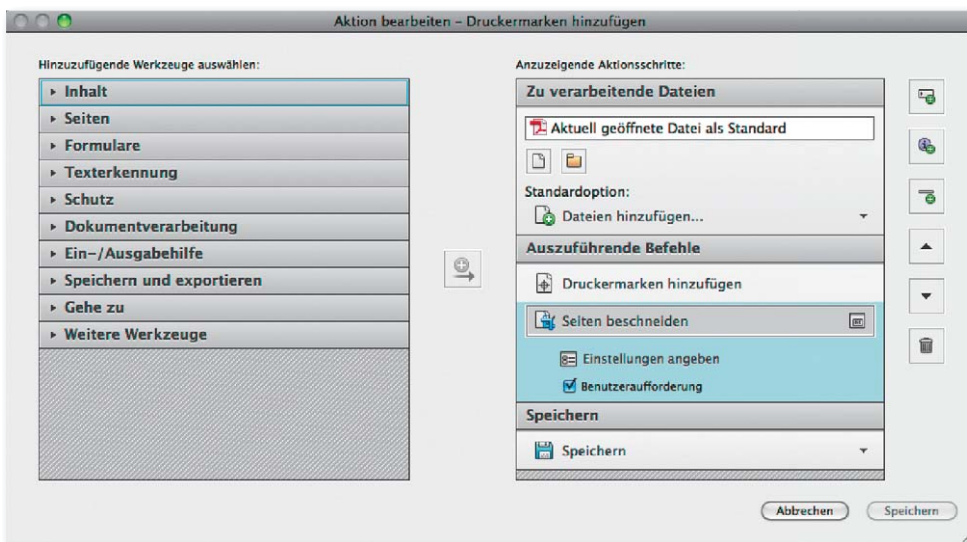 Aktion bearbeiten – Druckermarken hinzufügen
Hinzuzufügende Werkzeuge auswählen:
Inhalt
Seiten
Formulare
Texterkennung
Schutz
Dokumentverarbeitung
Ein-/Ausgabehilfe
Speichern und exportieren
Gehe zu
Weitere Werkzeuge
Anzuzeigende Aktionsschritte:
Zu verarbeitende Dateien
Aktuell geöffnete Datei als Standard
Standardoption:
Dateien hinzufügen...
Auszuführende Befehle
Druckermarken hinzufügen
Seiten beschneiden
Einstellungen angeben
Benutzeraufforderung
Speichern
Speichern
Abbrechen
Speichern